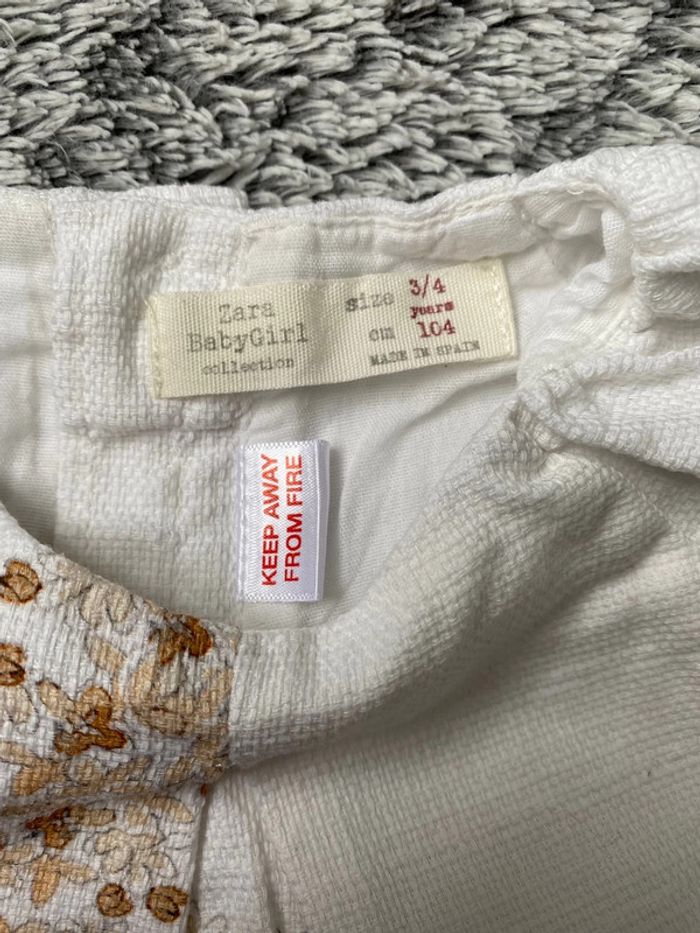 Zara
BabyGirl
collection
size 3/4
years
cm 104
MADE IN SPAIN
KEEP AWAY
FROM FIRE